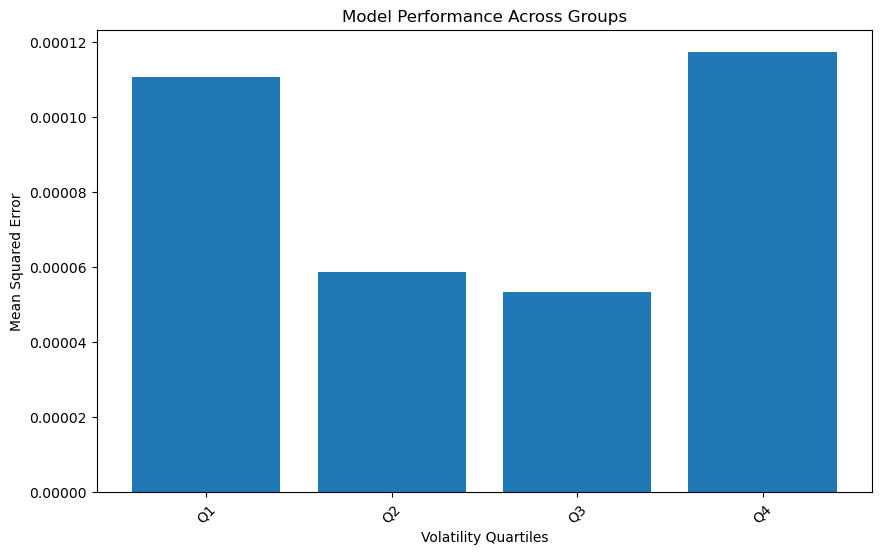 Model Performance Across Groups
Mean Squared Error
0.00012
0.00010
0.00008
0.00006
0.00004
0.00002
0.00000
Q1
Q2
Q3
Q4
Volatility Quartiles